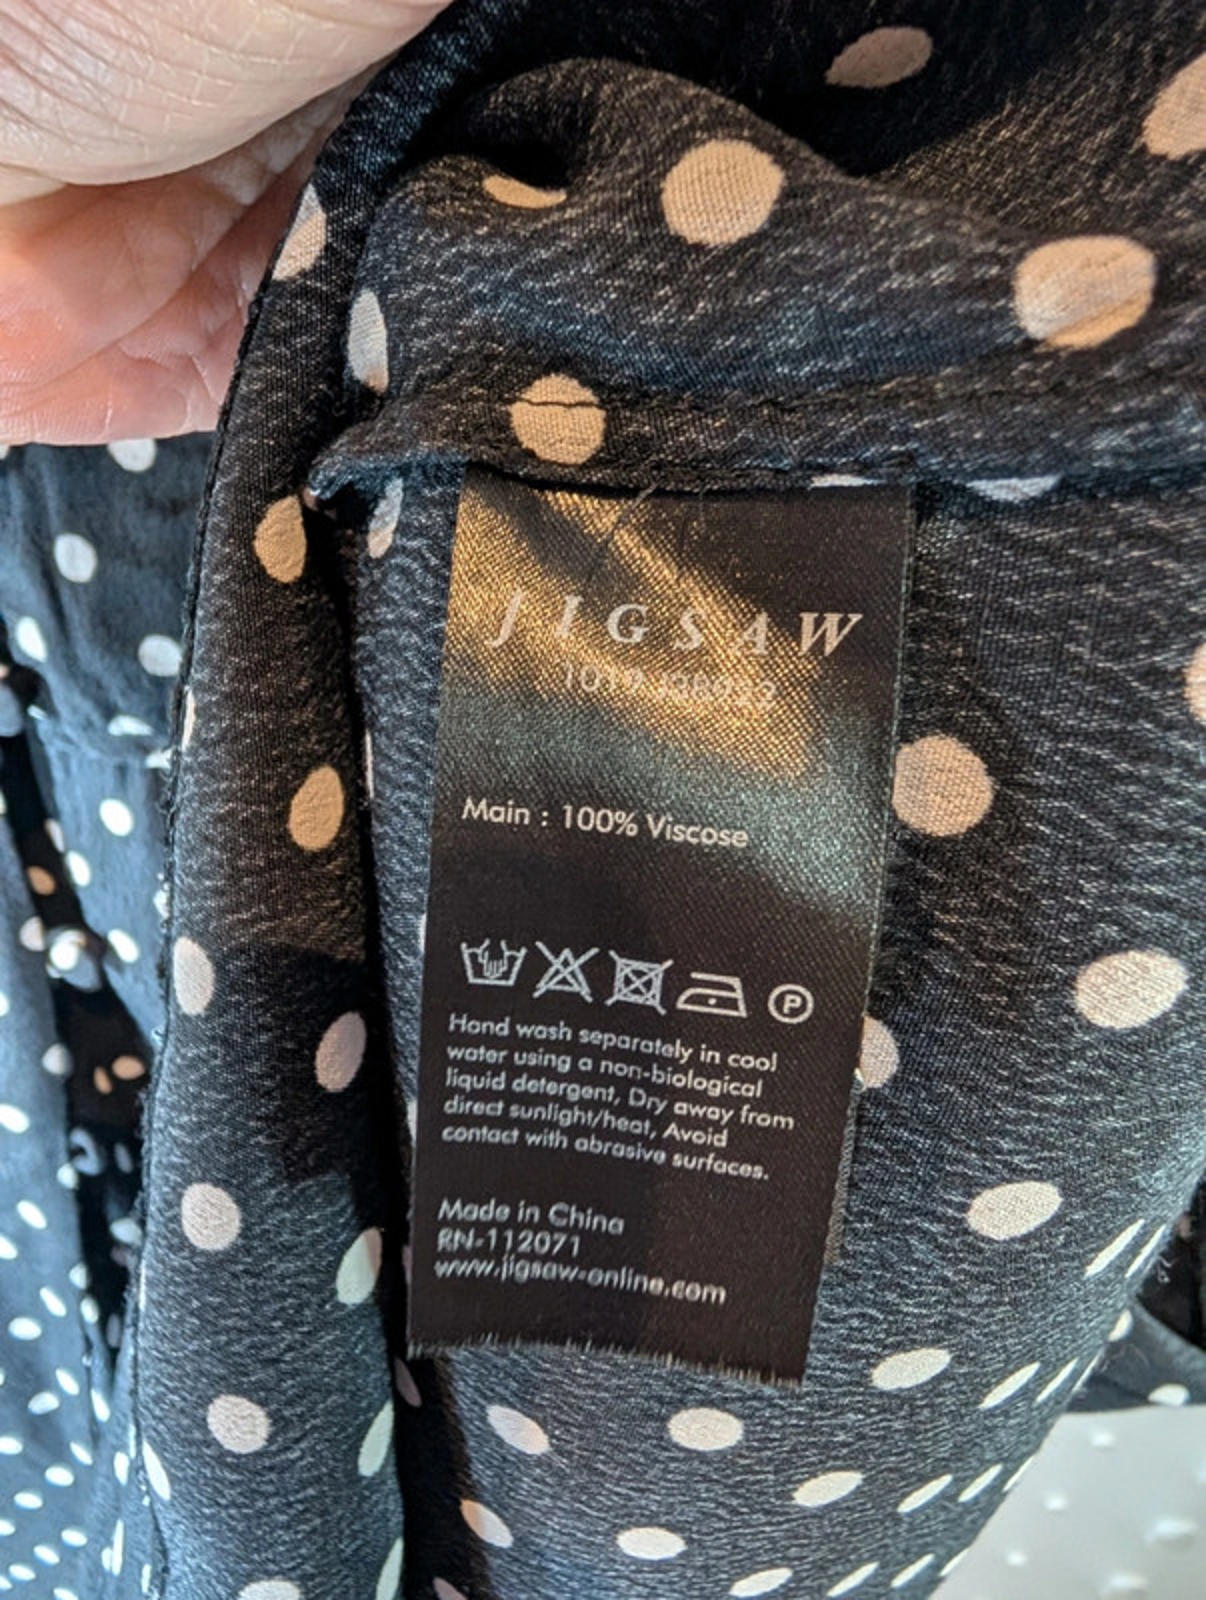 JIGSAW
Main : 100% Viscose
P
Hand wash separately in cool
water using a non-biological
liquid detergent, Dry away from
direct sunlight/heat, Avoid
contact with abrasive surfaces.
Made in China
RN-112071
www.jigsaw-online.com